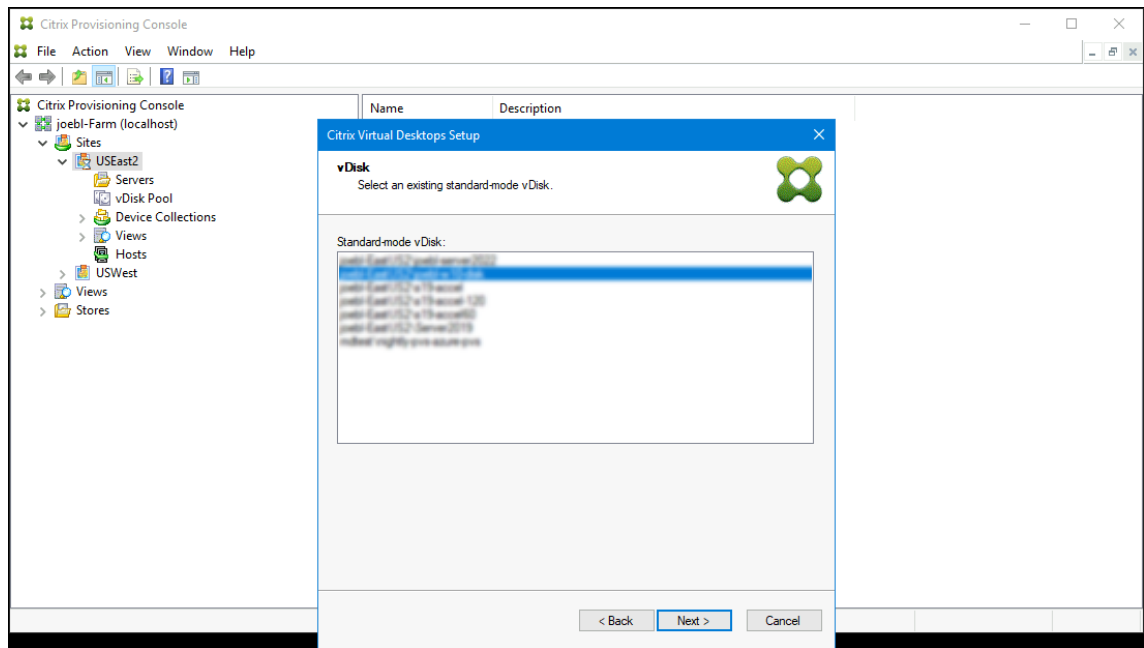 Citrix Provisioning Console
File Action View Window Help
Citrix Provisioning Console
joebl-Farm (localhost)
Sites
USEast2
Servers
vDisk Pool
Device Collections
Views
Hosts
USWest
Views
Stores
Name Description
Citrix Virtual Desktops Setup
vDisk
Select an existing standard-mode vDisk.
Standard-mode vDisk:
< Back Next > Cancel